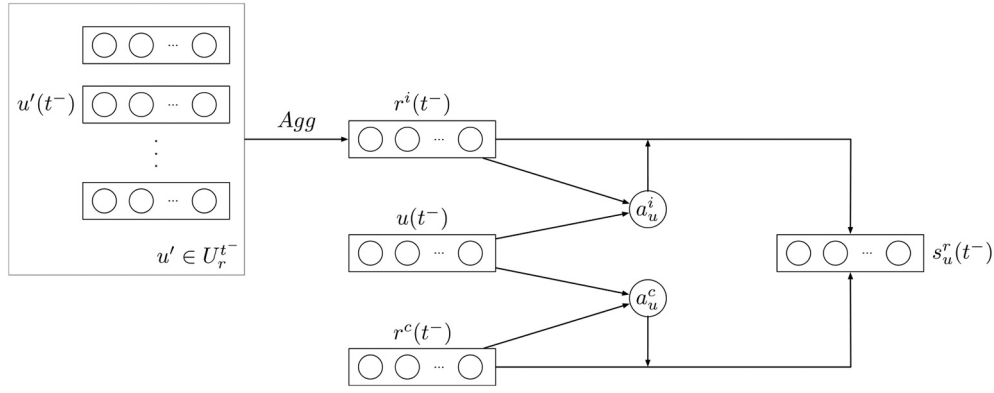 u′(t⁻)
u′ ∈ U_r^{t⁻}
Agg
r^i(t⁻)
u(t⁻)
r^c(t⁻)
a_u^i
a_u^c
s_u^r(t⁻)